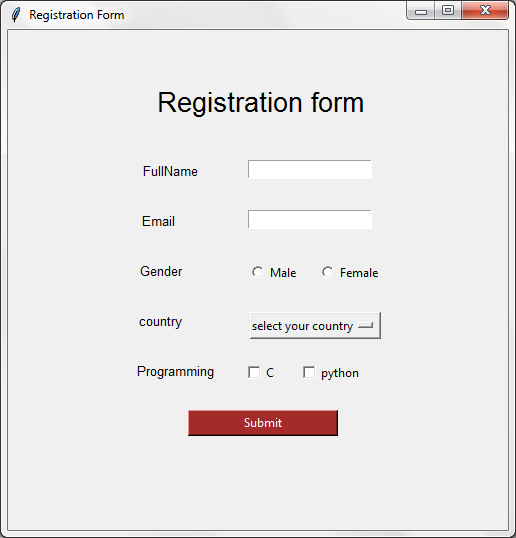 Registration Form
Registration form
FullName
Email
Gender Male Female
country select your country
Programming C python
Submit